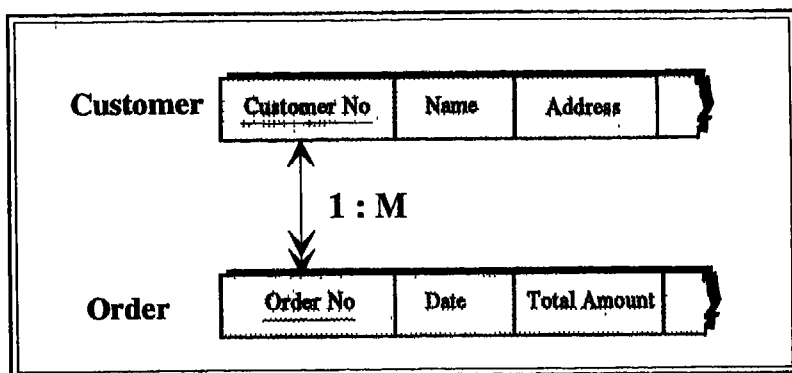 Customer Customer No Name Address
1 : M
Order Order No Date Total Amount